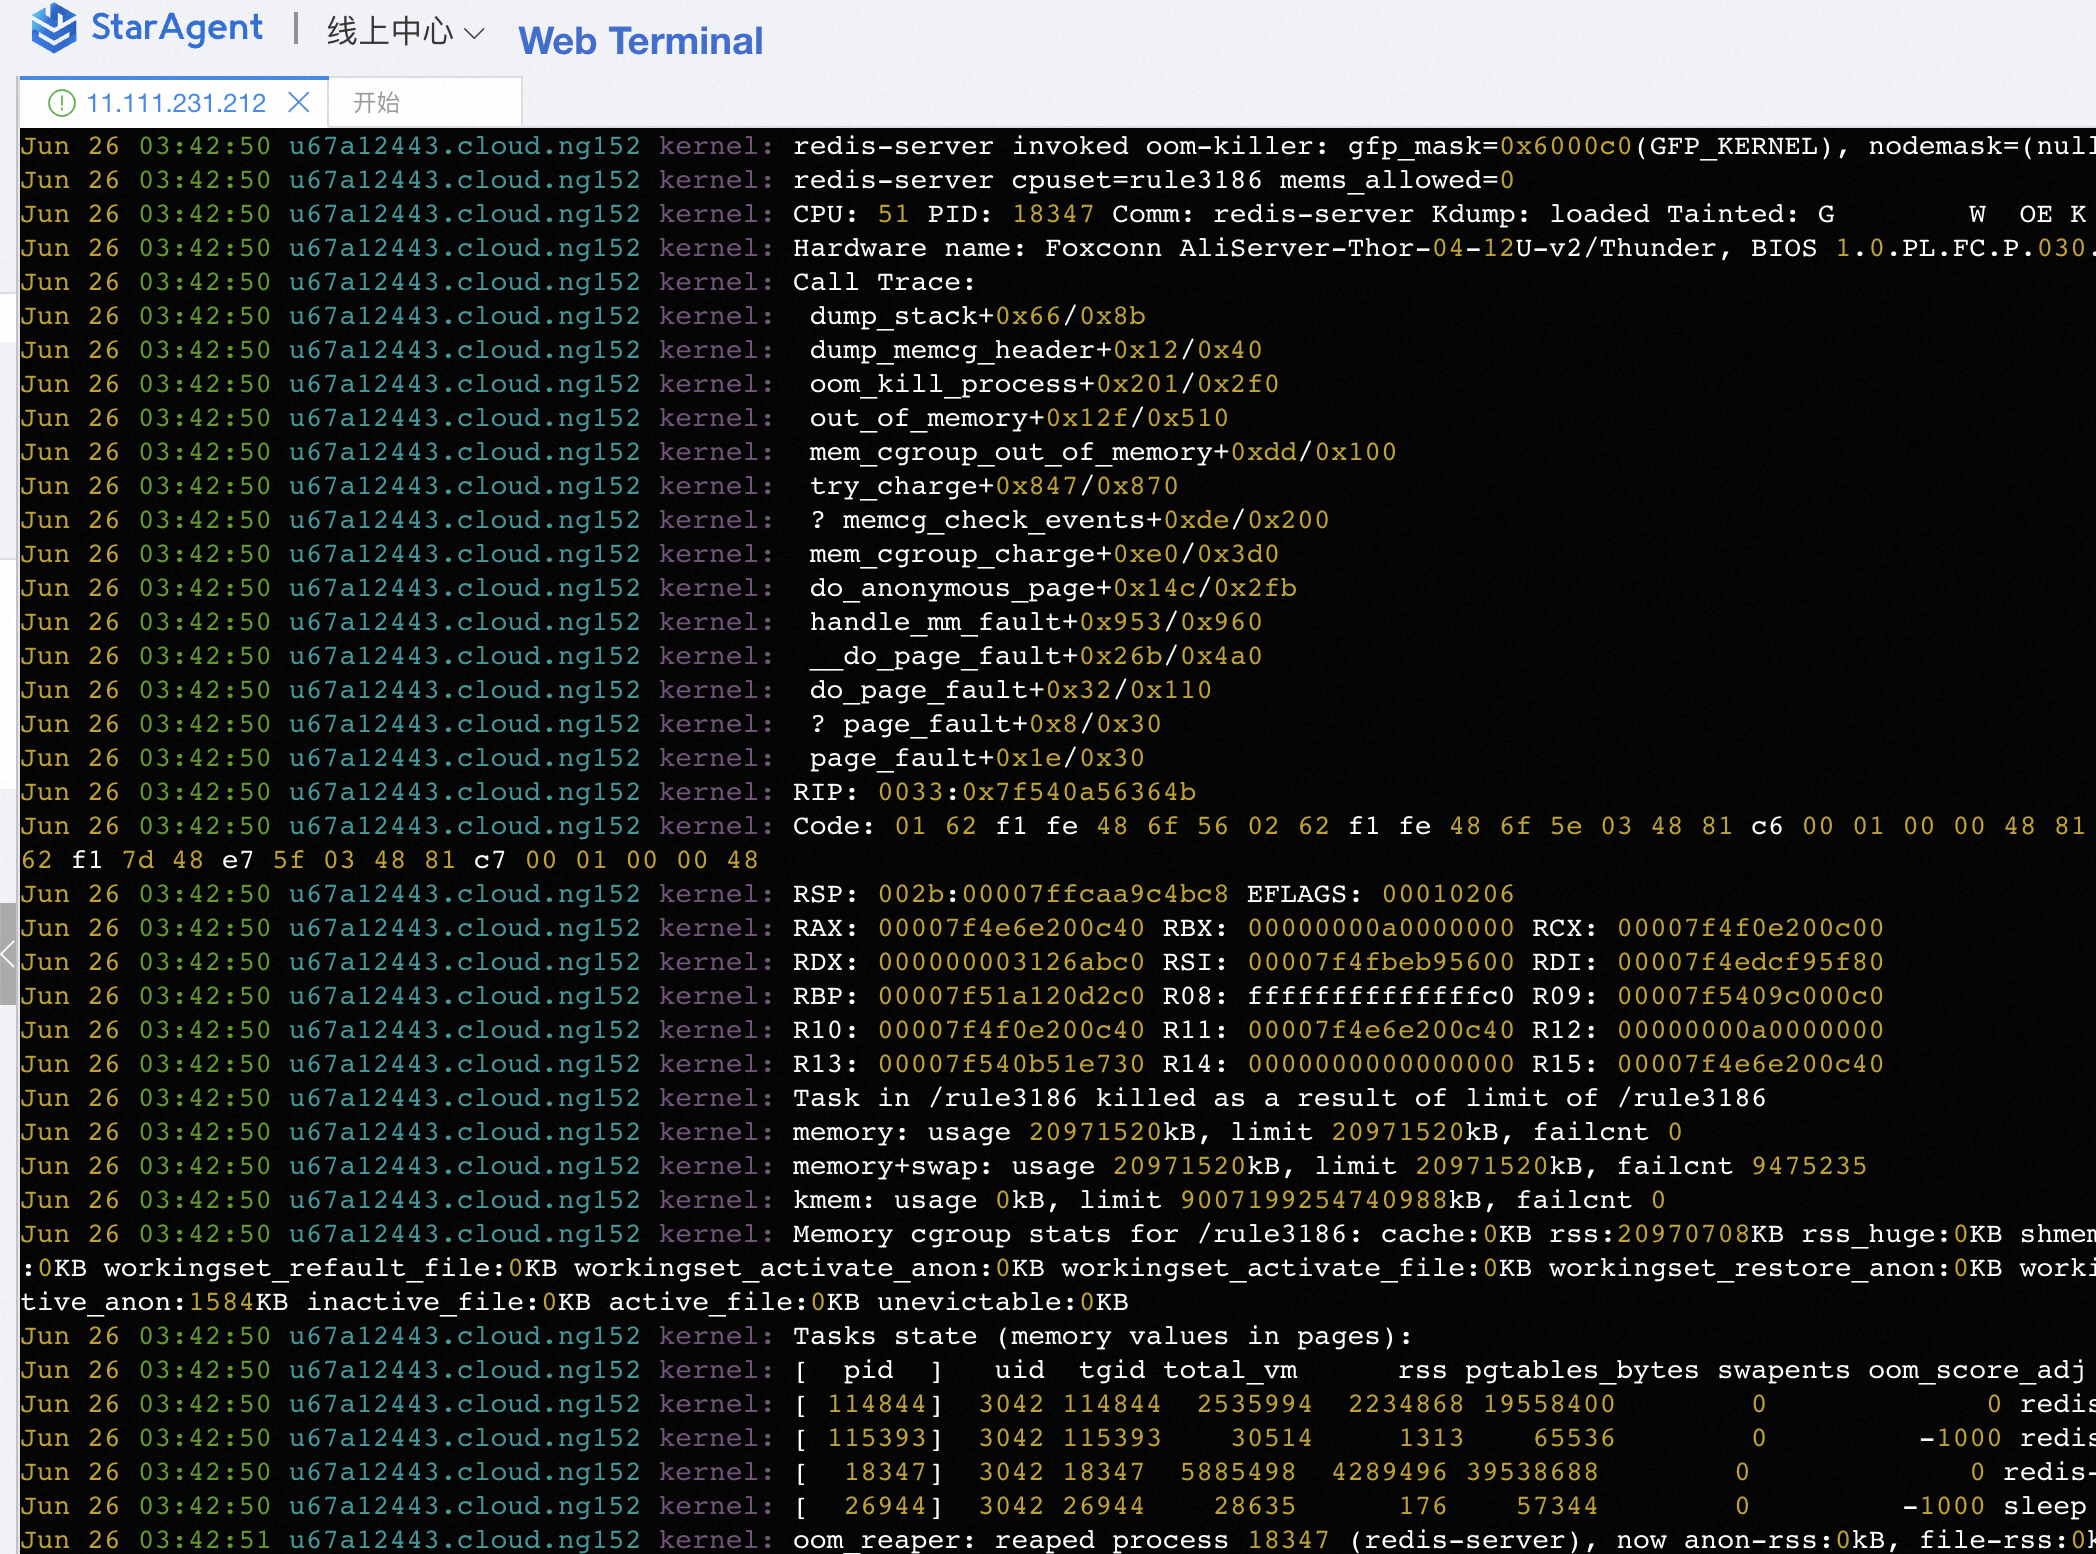 StarAgent | 线上中心 Web Terminal
11.111.231.212 开始
Jun 26 03:42:50 u67a12443.cloud.ng152 kernel: redis-server invoked oom-killer: gfp_mask=0x6000c0(GFP_KERNEL), nodemask=(null
Jun 26 03:42:50 u67a12443.cloud.ng152 kernel: redis-server cpuset=rule3186 mems_allowed=0
Jun 26 03:42:50 u67a12443.cloud.ng152 kernel: CPU: 51 PID: 18347 Comm: redis-server Kdump: loaded Tainted: G        W  OE K
Jun 26 03:42:50 u67a12443.cloud.ng152 kernel: Hardware name: Foxconn AliServer-Thor-04-12U-v2/Thunder, BIOS 1.0.PL.FC.P.030.
Jun 26 03:42:50 u67a12443.cloud.ng152 kernel: Call Trace:
Jun 26 03:42:50 u67a12443.cloud.ng152 kernel:  dump_stack+0x66/0x8b
Jun 26 03:42:50 u67a12443.cloud.ng152 kernel:  dump_memcg_header+0x12/0x40
Jun 26 03:42:50 u67a12443.cloud.ng152 kernel:  oom_kill_process+0x201/0x2f0
Jun 26 03:42:50 u67a12443.cloud.ng152 kernel:  out_of_memory+0x12f/0x510
Jun 26 03:42:50 u67a12443.cloud.ng152 kernel:  mem_cgroup_out_of_memory+0xdd/0x100
Jun 26 03:42:50 u67a12443.cloud.ng152 kernel:  try_charge+0x847/0x870
Jun 26 03:42:50 u67a12443.cloud.ng152 kernel:  ? memcg_check_events+0xde/0x200
Jun 26 03:42:50 u67a12443.cloud.ng152 kernel:  mem_cgroup_charge+0xe0/0x3d0
Jun 26 03:42:50 u67a12443.cloud.ng152 kernel:  do_anonymous_page+0x14c/0x2fb
Jun 26 03:42:50 u67a12443.cloud.ng152 kernel:  handle_mm_fault+0x953/0x960
Jun 26 03:42:50 u67a12443.cloud.ng152 kernel:  __do_page_fault+0x26b/0x4a0
Jun 26 03:42:50 u67a12443.cloud.ng152 kernel:  do_page_fault+0x32/0x110
Jun 26 03:42:50 u67a12443.cloud.ng152 kernel:  ? page_fault+0x8/0x30
Jun 26 03:42:50 u67a12443.cloud.ng152 kernel:  page_fault+0x1e/0x30
Jun 26 03:42:50 u67a12443.cloud.ng152 kernel: RIP: 0033:0x7f540a56364b
Jun 26 03:42:50 u67a12443.cloud.ng152 kernel: Code: 01 62 f1 fe 48 6f 56 02 62 f1 fe 48 6f 5e 03 48 81 c6 00 01 00 00 48 81
62 f1 7d 48 e7 5f 03 48 81 c7 00 01 00 00 48
Jun 26 03:42:50 u67a12443.cloud.ng152 kernel: RSP: 002b:00007ffcaa9c4bc8 EFLAGS: 00010206
Jun 26 03:42:50 u67a12443.cloud.ng152 kernel: RAX: 00007f4e6e200c40 RBX: 00000000a0000000 RCX: 00007f4f0e200c00
Jun 26 03:42:50 u67a12443.cloud.ng152 kernel: RDX: 000000003126abc0 RSI: 00007f4fbeb95600 RDI: 00007f4edcf95f80
Jun 26 03:42:50 u67a12443.cloud.ng152 kernel: RBP: 00007f51a120d2c0 R08: ffffffffffffffc0 R09: 00007f5409c000c0
Jun 26 03:42:50 u67a12443.cloud.ng152 kernel: R10: 00007f4f0e200c40 R11: 00007f4e6e200c40 R12: 00000000a0000000
Jun 26 03:42:50 u67a12443.cloud.ng152 kernel: R13: 00007f540b51e730 R14: 0000000000000000 R15: 00007f4e6e200c40
Jun 26 03:42:50 u67a12443.cloud.ng152 kernel: Task in /rule3186 killed as a result of limit of /rule3186
Jun 26 03:42:50 u67a12443.cloud.ng152 kernel: memory: usage 20971520kB, limit 20971520kB, failcnt 0
Jun 26 03:42:50 u67a12443.cloud.ng152 kernel: memory+swap: usage 20971520kB, limit 20971520kB, failcnt 9475235
Jun 26 03:42:50 u67a12443.cloud.ng152 kernel: kmem: usage 0kB, limit 9007199254740988kB, failcnt 0
Jun 26 03:42:50 u67a12443.cloud.ng152 kernel: Memory cgroup stats for /rule3186: cache:0KB rss:20970708KB rss_huge:0KB shmem
:0KB workingset_refault_file:0KB workingset_activate_anon:0KB workingset_activate_file:0KB workingset_restore_anon:0KB worki
tive_anon:1584KB inactive_file:0KB active_file:0KB unevictable:0KB
Jun 26 03:42:50 u67a12443.cloud.ng152 kernel: Tasks state (memory values in pages):
Jun 26 03:42:50 u67a12443.cloud.ng152 kernel: [  pid  ]   uid  tgid total_vm      rss pgtables_bytes swapents oom_score_adj
Jun 26 03:42:50 u67a12443.cloud.ng152 kernel: [ 114844]  3042 114844  2535994  2234868 19558400        0             0 redis
Jun 26 03:42:50 u67a12443.cloud.ng152 kernel: [ 115393]  3042 115393    30514     1313    65536        0         -1000 redis
Jun 26 03:42:50 u67a12443.cloud.ng152 kernel: [  18347]  3042 18347  5885498  4289496 39538688        0             0 redis-
Jun 26 03:42:50 u67a12443.cloud.ng152 kernel: [  26944]  3042 26944    28635      176    57344        0         -1000 sleep
Jun 26 03:42:51 u67a12443.cloud.ng152 kernel: oom_reaper: reaped process 18347 (redis-server), now anon-rss:0kB, file-rss:0k